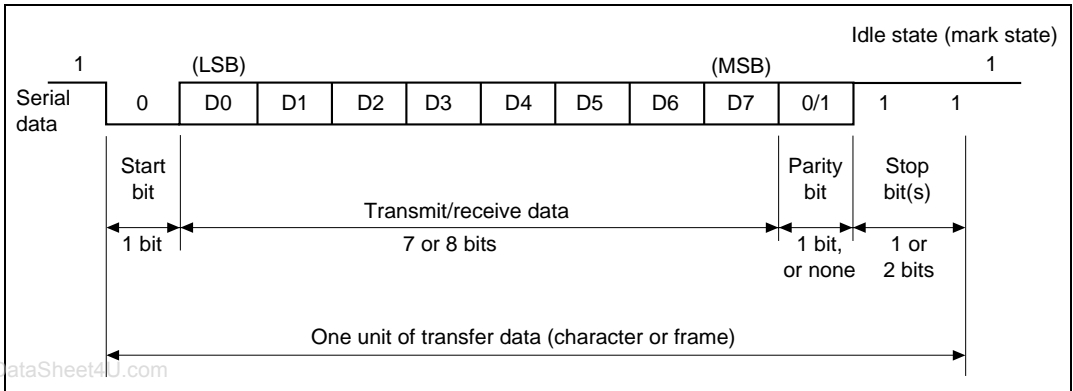 Idle state (mark state)
1 (LSB) (MSB) 1
Serial data
0 D0 D1 D2 D3 D4 D5 D6 D7 0/1 1 1
Start bit
Parity bit
Stop bit(s)
Transmit/receive data
1 bit
7 or 8 bits
1 bit, or none
1 or 2 bits
One unit of transfer data (character or frame)
DataSheet4U.com